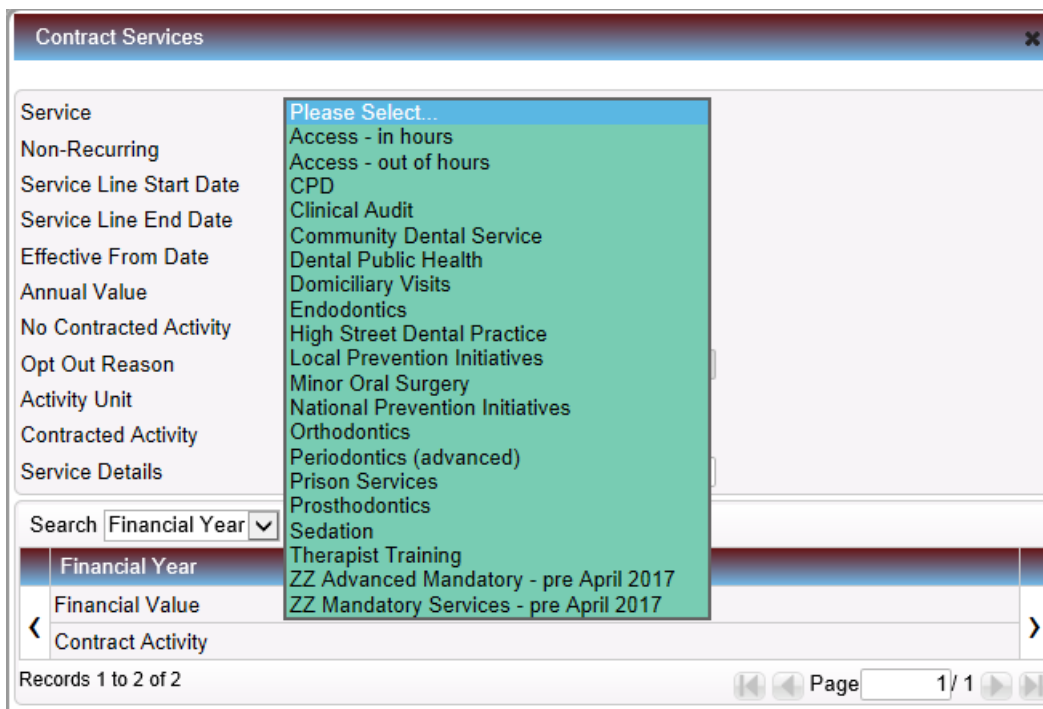 Contract Services
Service
Please Select...
Access - in hours
Access - out of hours
CPD
Clinical Audit
Community Dental Service
Dental Public Health
Domiciliary Visits
Endodontics
High Street Dental Practice
Local Prevention Initiatives
Minor Oral Surgery
National Prevention Initiatives
Orthodontics
Periodontics (advanced)
Prison Services
Prosthodontics
Sedation
Therapist Training
ZZ Advanced Mandatory - pre April 2017
ZZ Mandatory Services - pre April 2017
Non-Recurring
Service Line Start Date
Service Line End Date
Effective From Date
Annual Value
No Contracted Activity
Opt Out Reason
Activity Unit
Contracted Activity
Service Details
Search Financial Year
Financial Year
Financial Value
Contract Activity
Records 1 to 2 of 2 Page 1/ 1